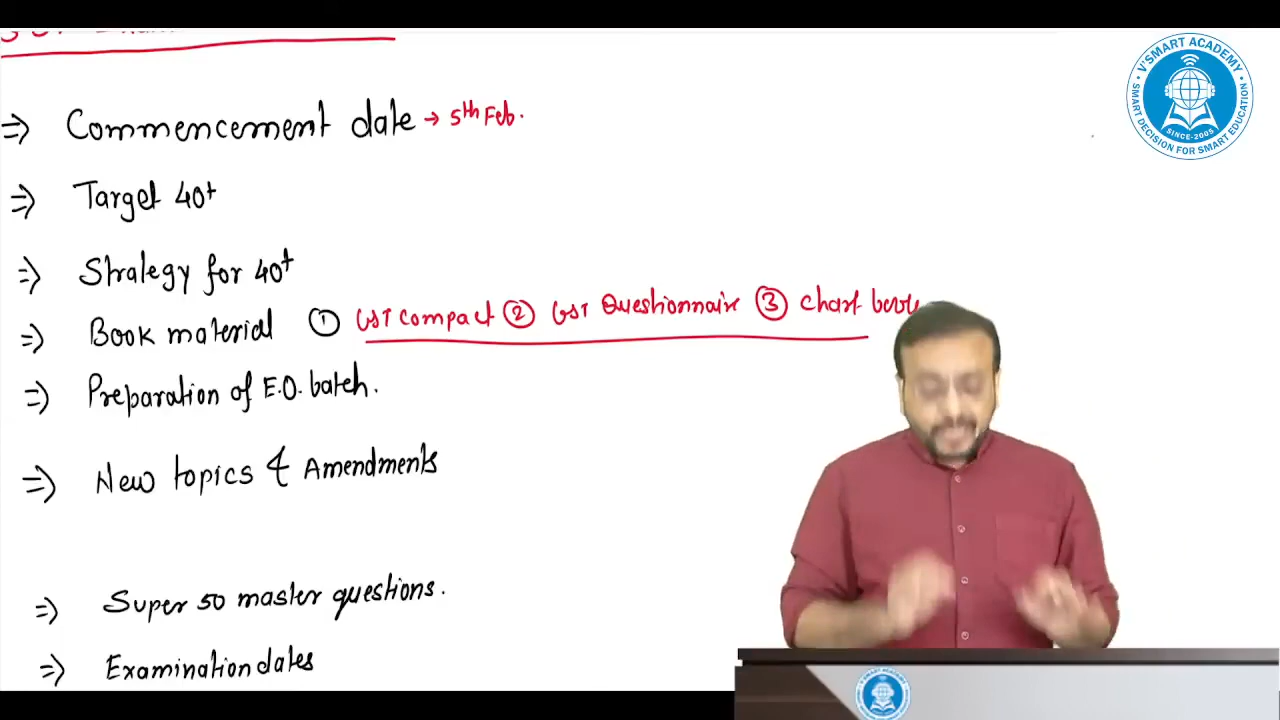 ⇒ Commencement date → 5th Feb.
⇒ Target 40+
⇒ Strategy for 40+
⇒ Book material ① GST compact ② GST Questionnaire ③ Chart
⇒ Preparation of E.O. batch.
⇒ New topics & Amendments
⇒ Super 50 master questions.
⇒ Examination dates
V'SMART ACADEMY
SINCE-2005
SMART DECISION FOR SMART EDUCATION